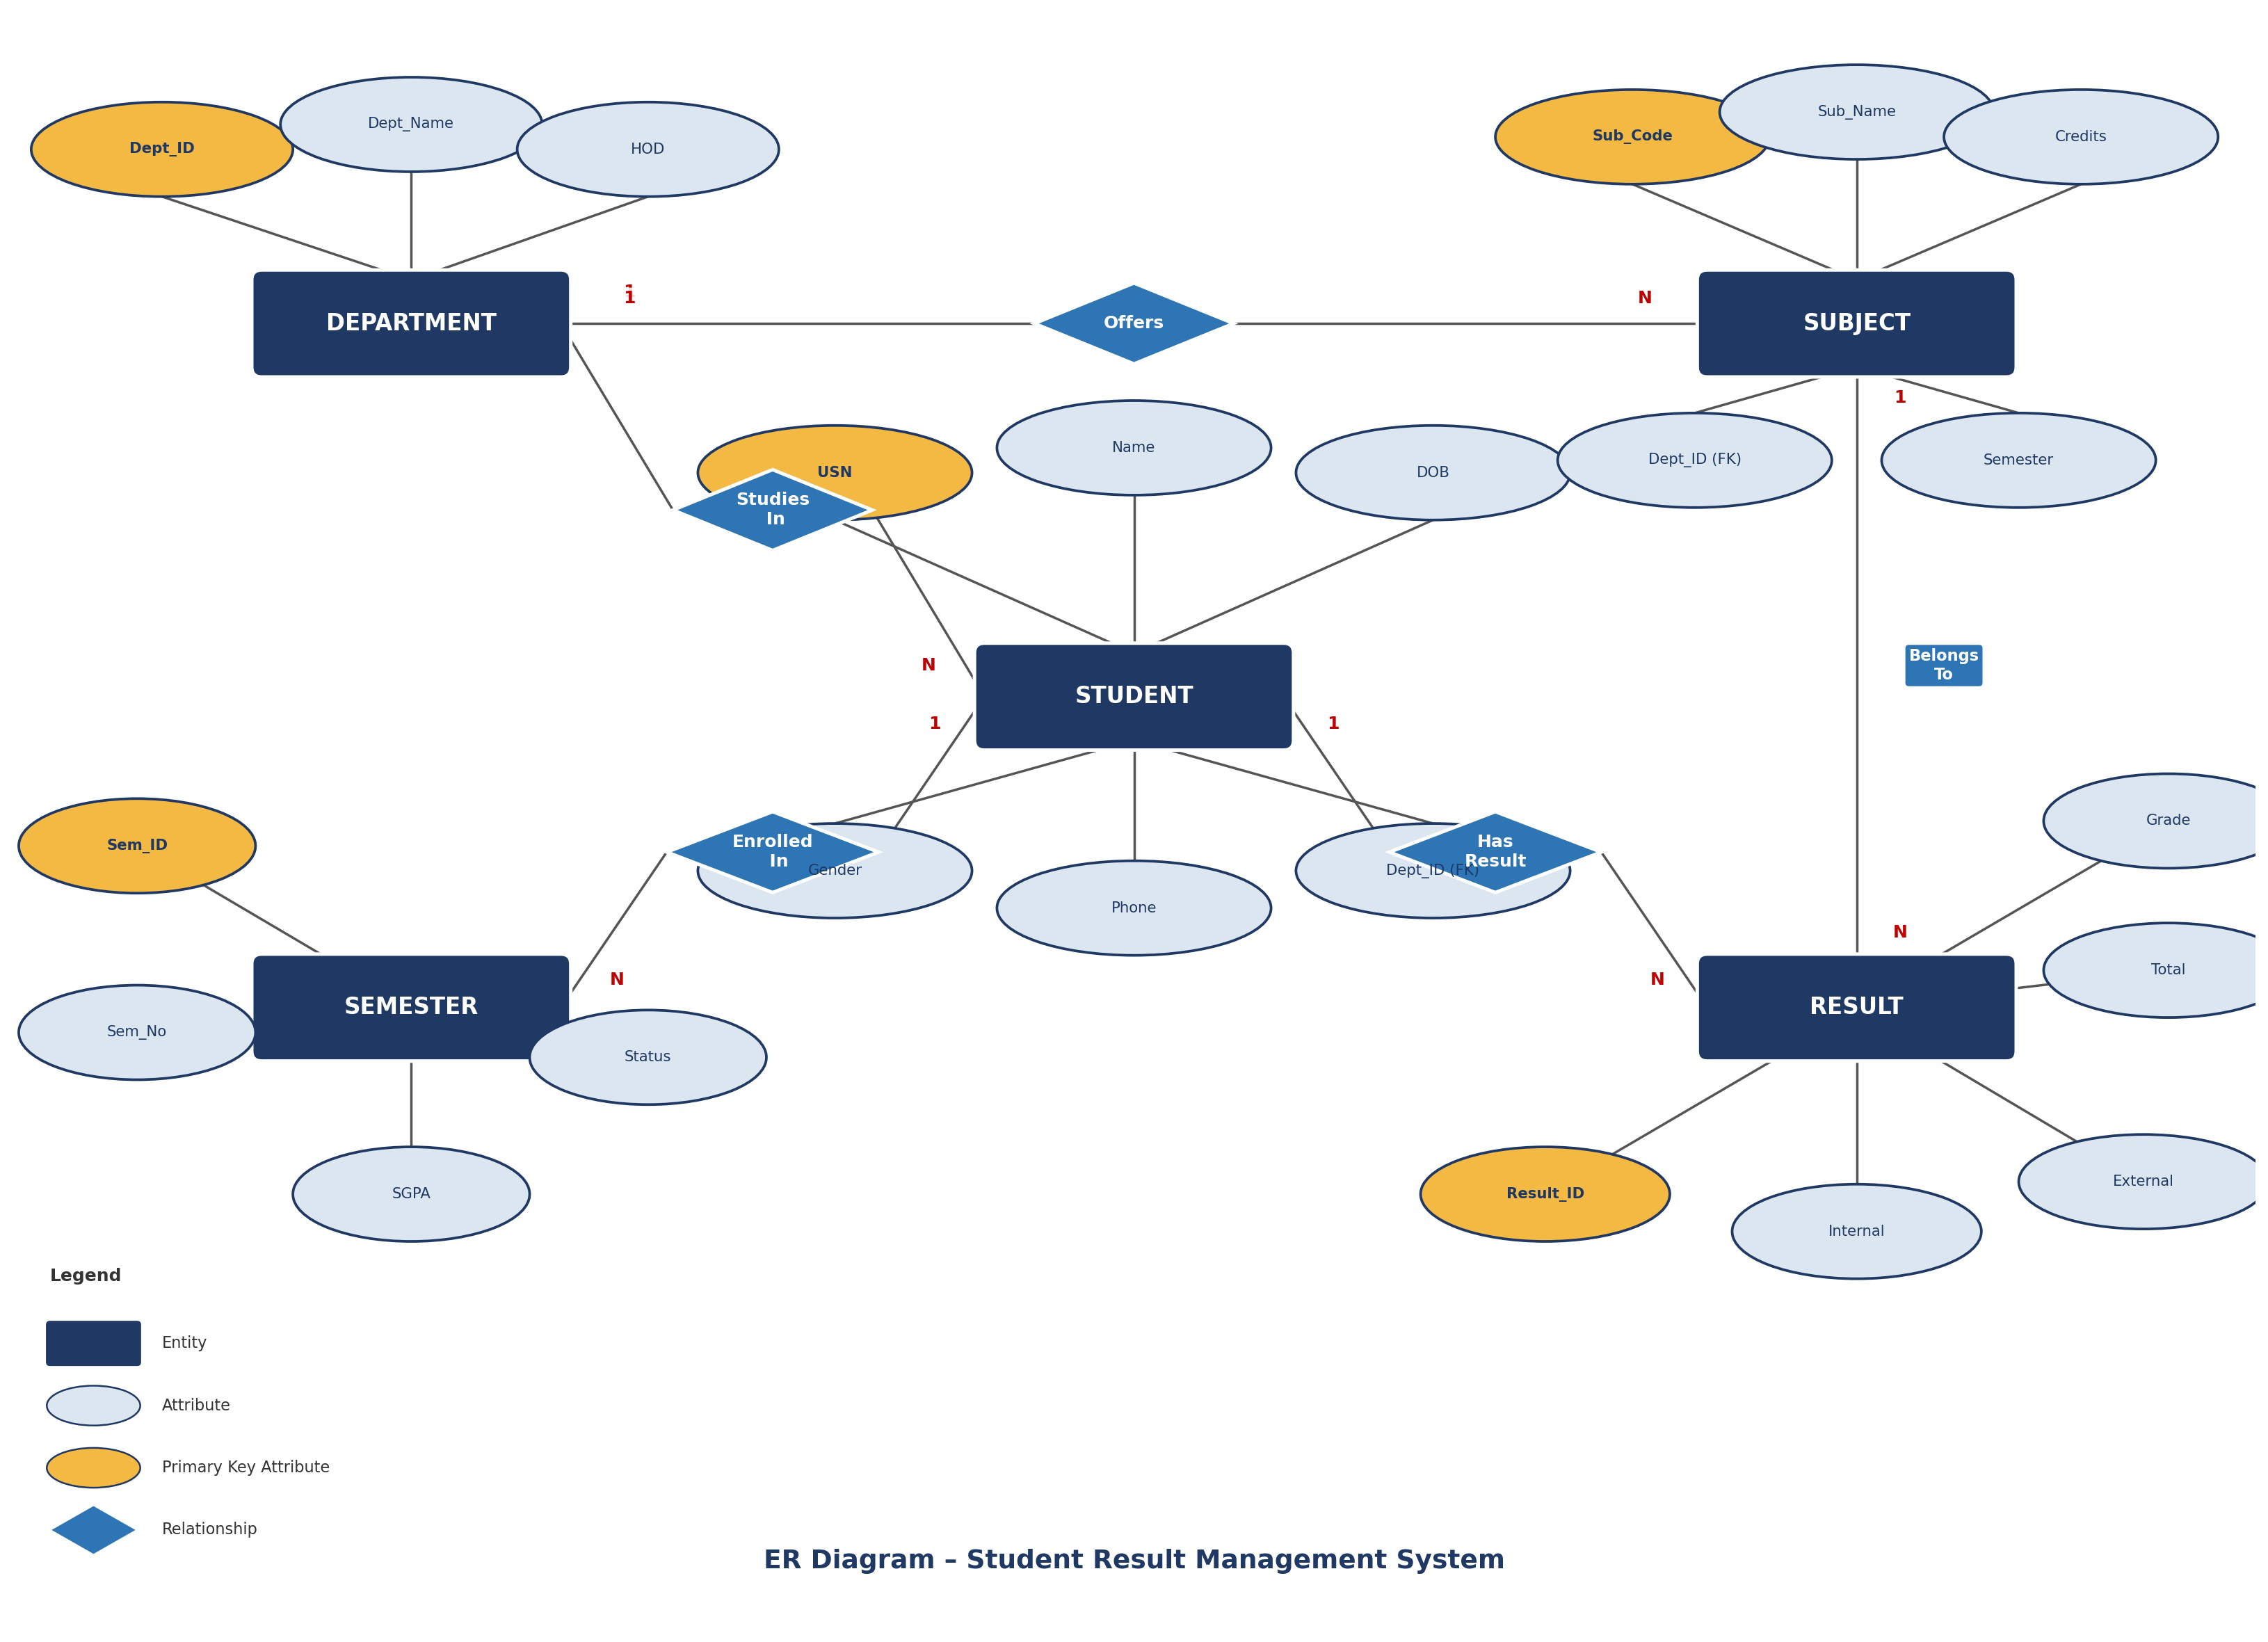 Sub_Name
Dept_Name
Sub_Code
Credits
Dept_ID
HOD
1
1
N
DEPARTMENT
Offers
SUBJECT
1
Name
Dept_ID (FK)
Semester
USN
DOB
Studies
In
N
Belongs
To
STUDENT
1
1
Grade
Enrolled
In
Has
Result
Sem_ID
Gender
Dept_ID (FK)
Phone
N
Total
N
N
SEMESTER
RESULT
Sem_No
Status
External
SGPA
Result_ID
Internal
Legend
Entity
Attribute
Primary Key Attribute
Relationship
ER Diagram – Student Result Management System